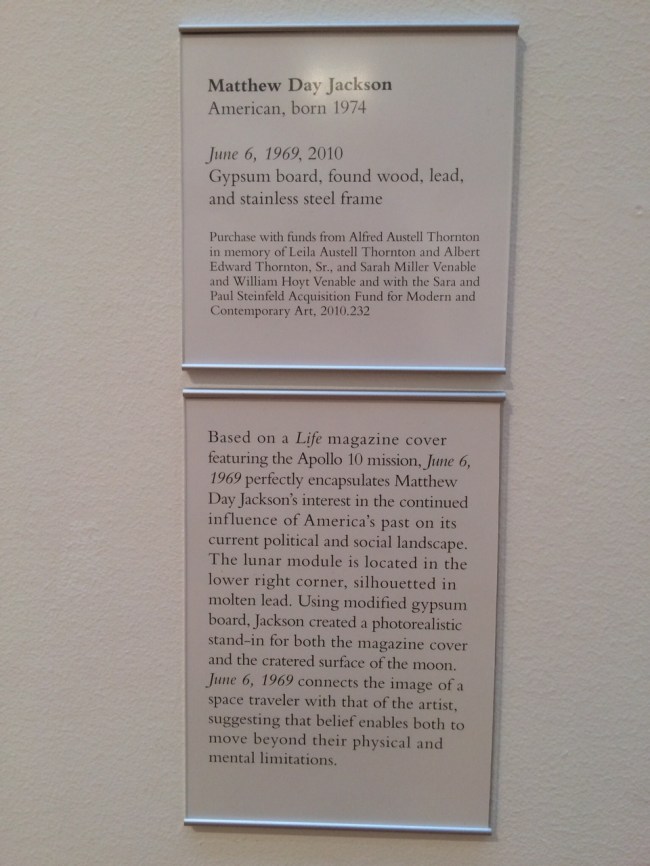 Matthew Day Jackson
American, born 1974
June 6, 1969, 2010
Gypsum board, found wood, lead,
and stainless steel frame
Purchase with funds from Alfred Austell Thornton
in memory of Leila Austell Thornton and Albert
Edward Thornton, Sr., and Sarah Miller Venable
and William Hoyt Venable and with the Sara and
Paul Steinfeld Acquisition Fund for Modern and
Contemporary Art, 2010.232
Based on a Life magazine cover
featuring the Apollo 10 mission, June 6,
1969 perfectly encapsulates Matthew
Day Jackson's interest in the continued
influence of America's past on its
current political and social landscape.
The lunar module is located in the
lower right corner, silhouetted in
molten lead. Using modified gypsum
board, Jackson created a photorealistic
stand-in for both the magazine cover
and the cratered surface of the moon.
June 6, 1969 connects the image of a
space traveler with that of the artist,
suggesting that belief enables both to
move beyond their physical and
mental limitations.